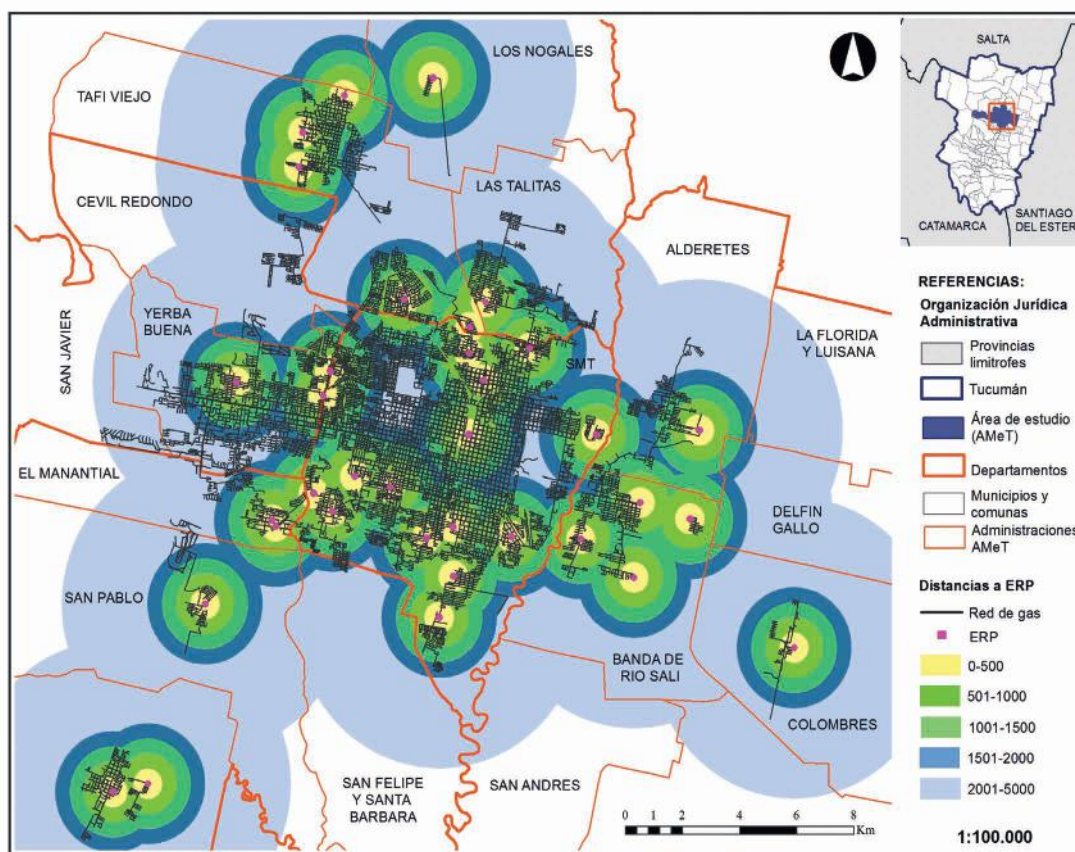 LOS NOGALES
TAFI VIEJO
CEVIL REDONDO
LAS TALITAS
ALDERETES
SAN JAVIER
YERBA
BUENA
LA FLORIDA
Y LUISIANA
SMT
EL MANANTIAL
DELFIN
GALLO
SAN PABLO
BANDA DE
RIO SALI
COLOMBRES
SAN FELIPE
Y SANTA
BARBARA
SAN ANDRES
0 2 4 6 8
Km
SALTA
CATAMARCA
SANTIAGO
DEL ESTER
REFERENCIAS:
Organización Jurídica
Administrativa
Provincias
limitrofes
Tucumán
Área de estudio
(AMeT)
Departamentos
Municipios y
comunas
Administraciones
AMeT
Distancias a ERP
Red de gas
ERP
0-500
501-1000
1001-1500
1501-2000
2001-5000
1:100.000